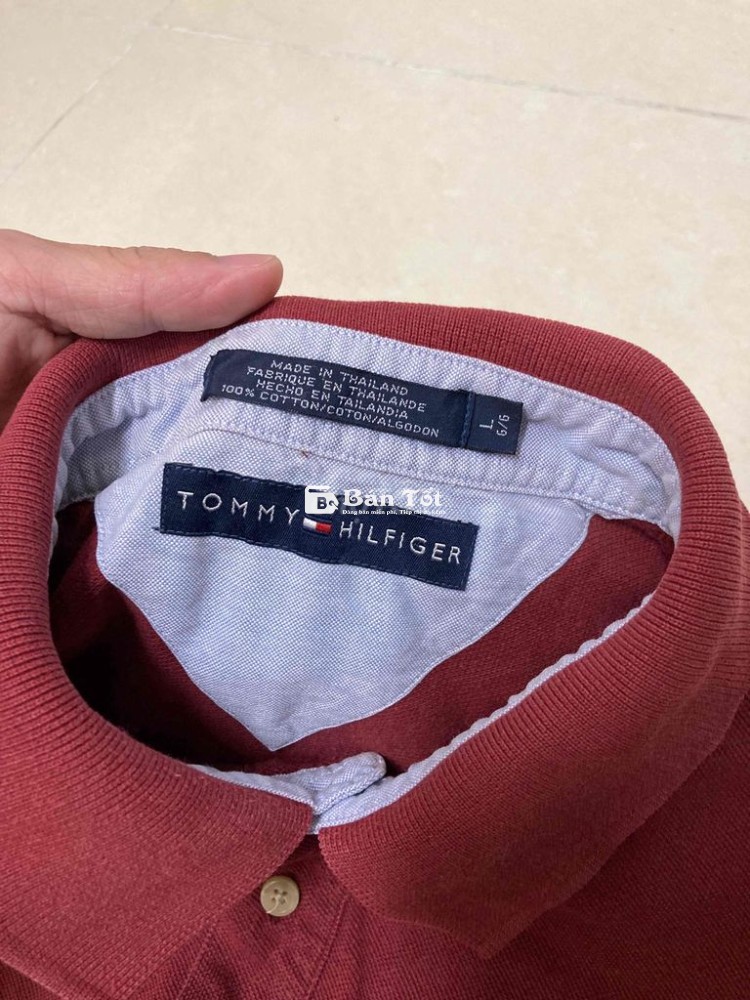 MADE IN THAILAND
FABRIQUE EN THAILANDE
HECHO EN TAILANDIA
100% COTTON/COTON/ALGODON
L
G/G
TOMMY HILFIGER
Bán Tốt